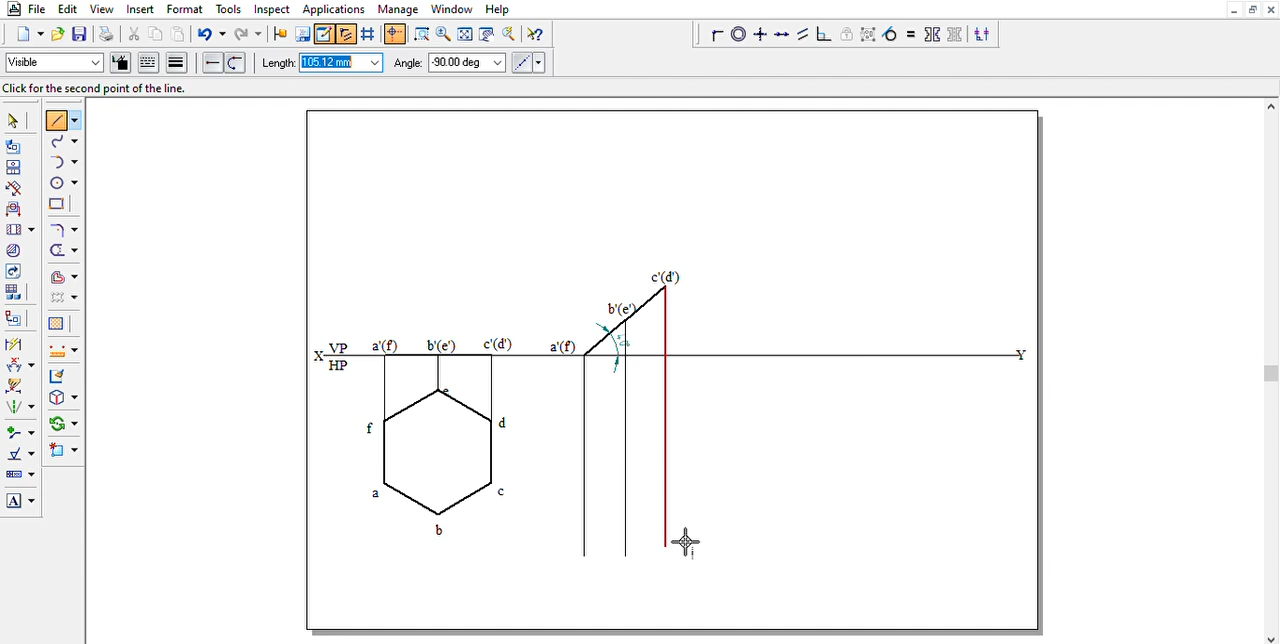 File Edit View Insert Format Tools Inspect Applications Manage Window Help
Visible Length: 105.12 mm Angle: -90.00 deg
Click for the second point of the line.
c'(d')
b'(e')
X VP a'(f) b'(e') c'(d') a'(f) Y
HP
e
f d
a c
b
A